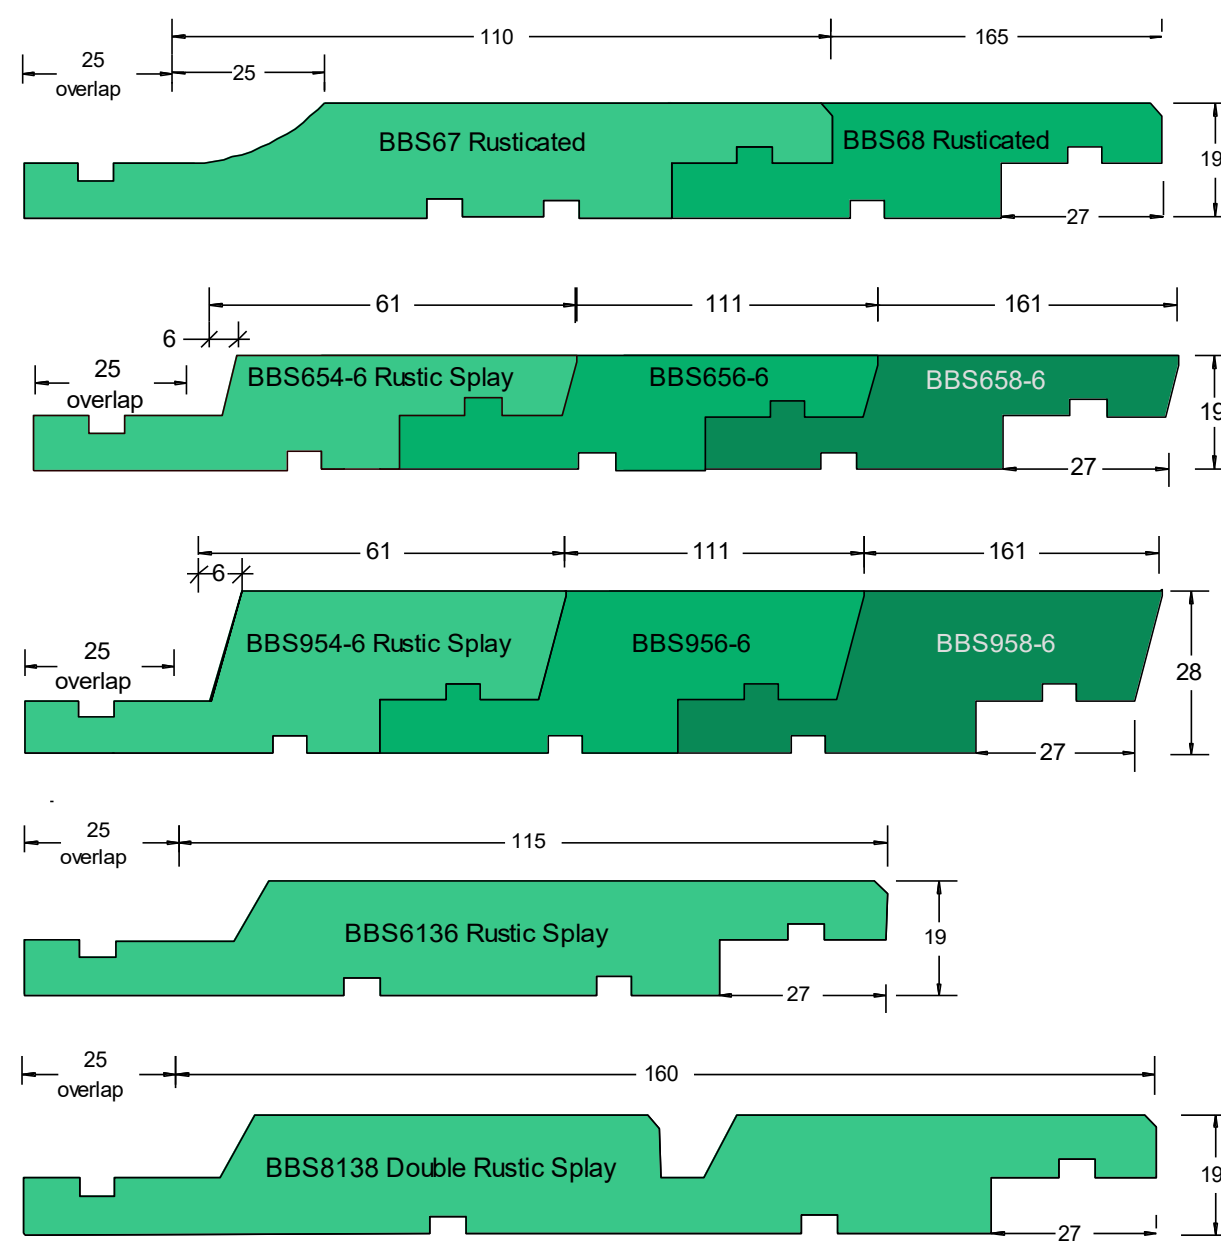 110
165
25
overlap
25
BBS67 Rusticated
BBS68 Rusticated
19
27
61
111
161
6
25
overlap
BBS654-6 Rustic Splay
BBS656-6
BBS658-6
19
27
61
111
161
6
25
overlap
BBS954-6 Rustic Splay
BBS956-6
BBS958-6
28
27
25
overlap
115
BBS6136 Rustic Splay
19
27
25
overlap
160
BBS8138 Double Rustic Splay
19
27